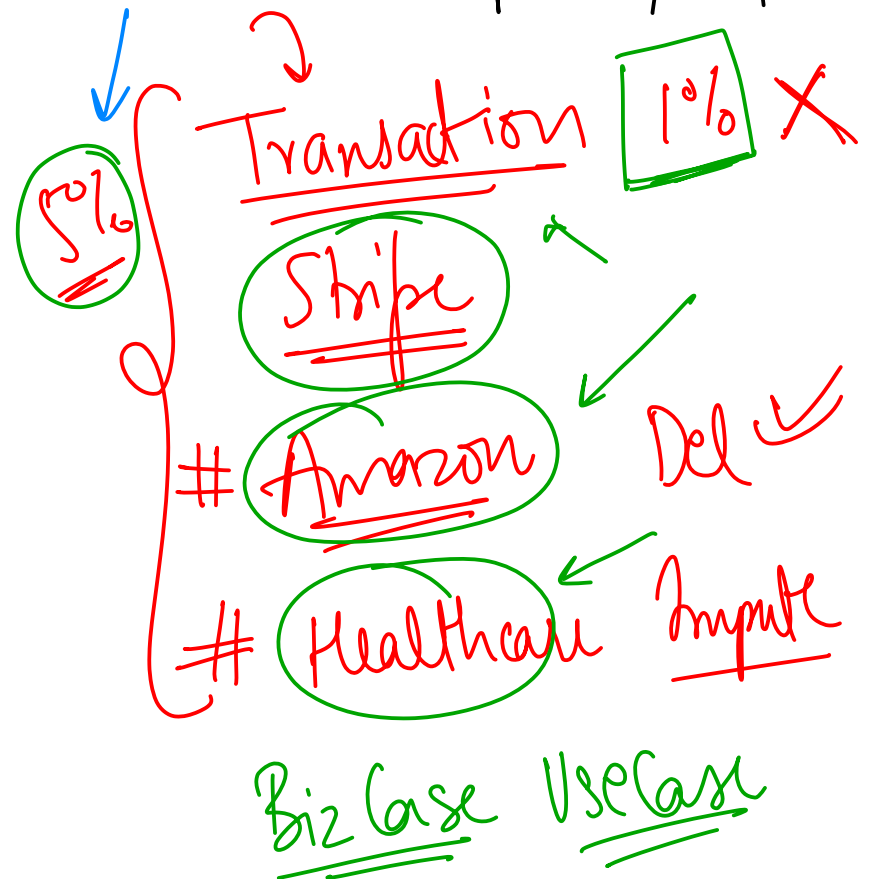 Transaction 1%
5%
Stripe
# Amazon Del
# Healthcare Impute
Biz Case UseCase